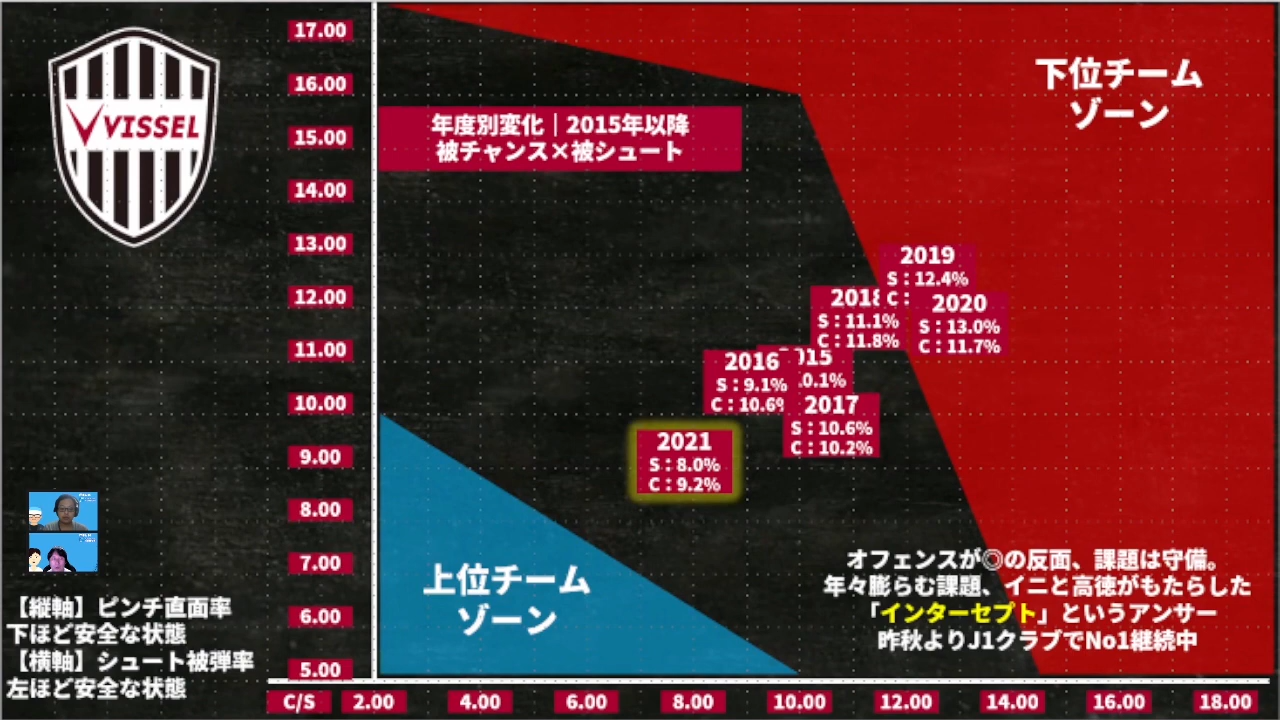 VISSEL
17.00
16.00
15.00
14.00
13.00
12.00
11.00
10.00
9.00
8.00
7.00
6.00
5.00
C/S
2.00
4.00
6.00
8.00
10.00
12.00
14.00
16.00
18.00
下位チーム
ゾーン
年度別変化｜2015年以降
被チャンス×被シュート
2019
S：12.4%
C：
2018
S：11.1%
C：11.8%
2020
S：13.0%
C：11.7%
2016
S：9.1%
C：10.6%
2015
0.1%
2017
S：10.6%
C：10.2%
2021
S：8.0%
C：9.2%
上位チーム
ゾーン
オフェンスが◎の反面、課題は守備。
年々膨らむ課題、イニと高徳がもたらした
「インターセプト」というアンサー
昨秋よりJ1クラブでNo1継続中
【縦軸】ピンチ直面率
下ほど安全な状態
【横軸】シュート被弾率
左ほど安全な状態